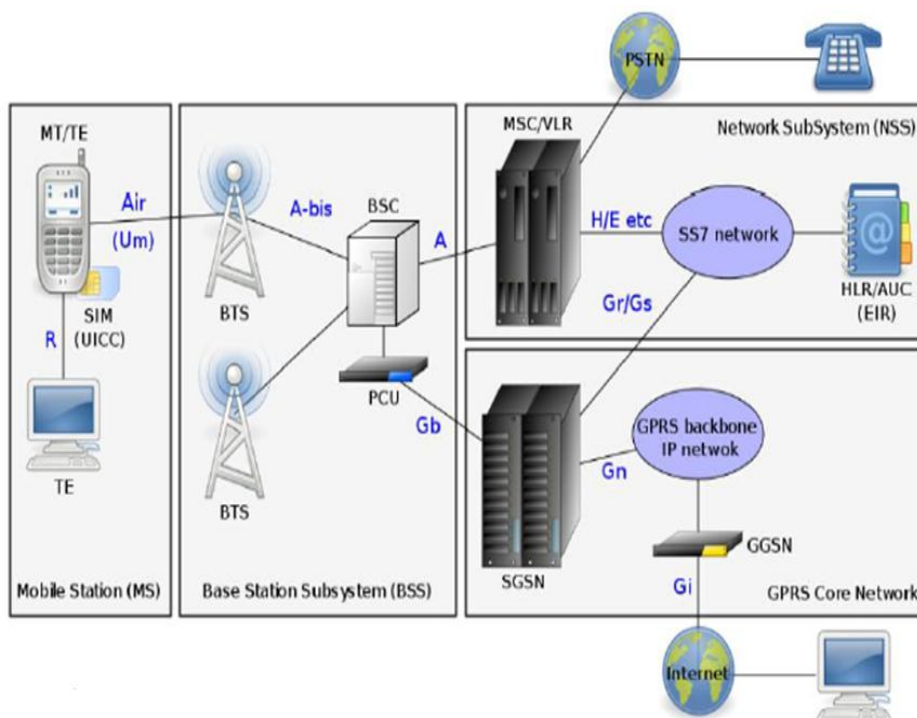 PSTN
MT/TE
MSC/VLR
Network SubSystem (NSS)
Air
(Um)
A-bis
BSC
A
H/E etc
SS7 network
SIM
(UICC)
BTS
Gr/Gs
HLR/AUC
(EIR)
R
PCU
Gb
GPRS backbone
IP netwok
Gn
TE
BTS
SGSN
GGSN
Mobile Station (MS)
Base Station Subsystem (BSS)
Gi
GPRS Core Network
Internet